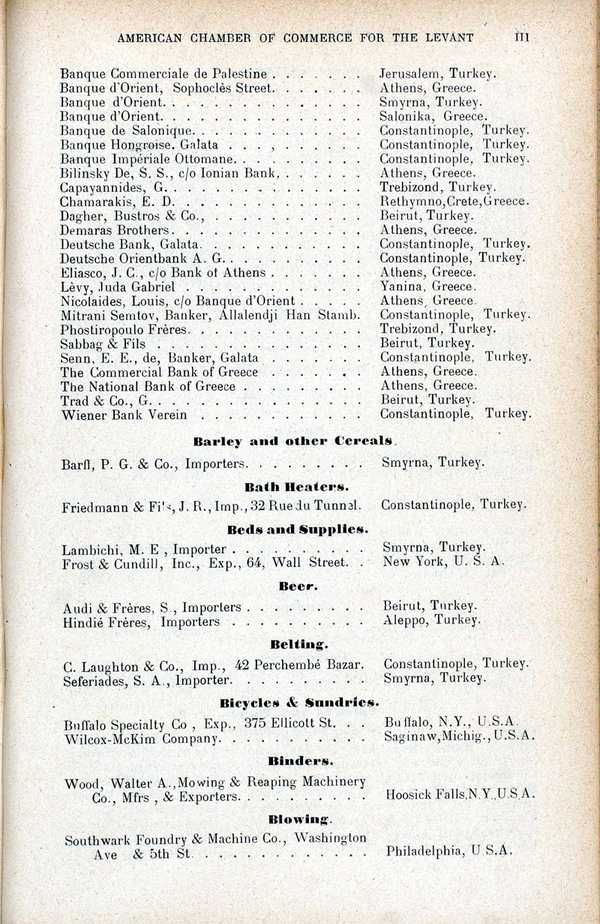 AMERICAN CHAMBER OF COMMERCE FOR THE LEVANT III
Banque Commerciale de Palestine . . . . . . . Jerusalem, Turkey.
Banque d'Orient, Sophoclès Street. . . . . . . Athens, Greece.
Banque d'Orient. . . . . . . . . . . . . . . Smyrna, Turkey.
Banque d'Orient. . . . . . . . . . . . . . . Salonika, Greece.
Banque de Salonique. . . . . . . . . . . . . Constantinople, Turkey.
Banque Hongroise. Galata . . . . . . . . . . Constantinople, Turkey.
Banque Impériale Ottomane. . . . . . . . . . Constantinople, Turkey.
Bilinsky De, S. S., c/o Ionian Bank. . . . . . . Athens, Greece.
Capayannides, G. . . . . . . . . . . . . . . Trebizond, Turkey.
Chamarakis, E. D. . . . . . . . . . . . . . Rethymno,Crete,Greece.
Dagher, Bustros & Co., . . . . . . . . . . . Beirut, Turkey.
Demaras Brothers. . . . . . . . . . . . . . Athens, Greece.
Deutsche Bank, Galata. . . . . . . . . . . . Constantinople, Turkey.
Deutsche Orientbank A. G. . . . . . . . . . . Constantinople, Turkey.
Eliasco, J. C., c/o Bank of Athens . . . . . . . Athens, Greece.
Lèvy, Juda Gabriel . . . . . . . . . . . . . Yanina, Greece
Nicolaides, Louis, c/o Banque d'Orient . . . . . Athens, Greece.
Mitrani Semtov, Banker, Allalendji Han Stamb. Constantinople, Turkey.
Phostiropoulo Frères. . . . . . . . . . . . . Trebizond, Turkey.
Sabbag & Fils . . . . . . . . . . . . . . . Beirut, Turkey.
Senn, E. E., de, Banker, Galata . . . . . . . Constantinople, Turkey.
The Commercial Bank of Greece . . . . . . . Athens, Greece.
The National Bank of Greece . . . . . . . . Athens, Greece.
Trad & Co., G. . . . . . . . . . . . . . . . Beirut, Turkey.
Wiener Bank Verein . . . . . . . . . . . . Constantinople, Turkey.
Barley and other Cereals.
Barff, P. G. & Co., Importers. . . . . . . . . Smyrna, Turkey.
Bath Heaters.
Friedmann & Fils, J. R., Imp., 32 Rue du Tunnel. Constantinople, Turkey.
Beds and Supplies.
Lambichi, M. E , Importer . . . . . . . . . . Smyrna, Turkey.
Frost & Cundill, Inc., Exp., 64, Wall Street. . New York, U. S. A.
Beer.
Audi & Frères, S , Importers . . . . . . . . . Beirut, Turkey.
Hindié Fréres, Importers . . . . . . . . . . Aleppo, Turkey.
Belting.
C. Laughton & Co., Imp., 42 Perchembé Bazar. Constantinople, Turkey.
Seferiades, S. A., Importer. . . . . . . . . . Smyrna, Turkey.
Bicycles & Sundries.
Buffalo Specialty Co , Exp., 375 Ellicott St. . . Buffalo, N.Y., U.S.A.
Wilcox-McKim Company. . . . . . . . . . . Saginaw, Michig., U.S.A.
Binders.
Wood, Walter A.,Mowing & Reaping Machinery
Co., Mfrs , & Exporters. . . . . . . . . . Hoosick Falls,N.Y.,U.S.A.
Blowing.
Southwark Foundry & Machine Co., Washington
Ave & 5th St. . . . . . . . . . . . . . Philadelphia, U S.A.